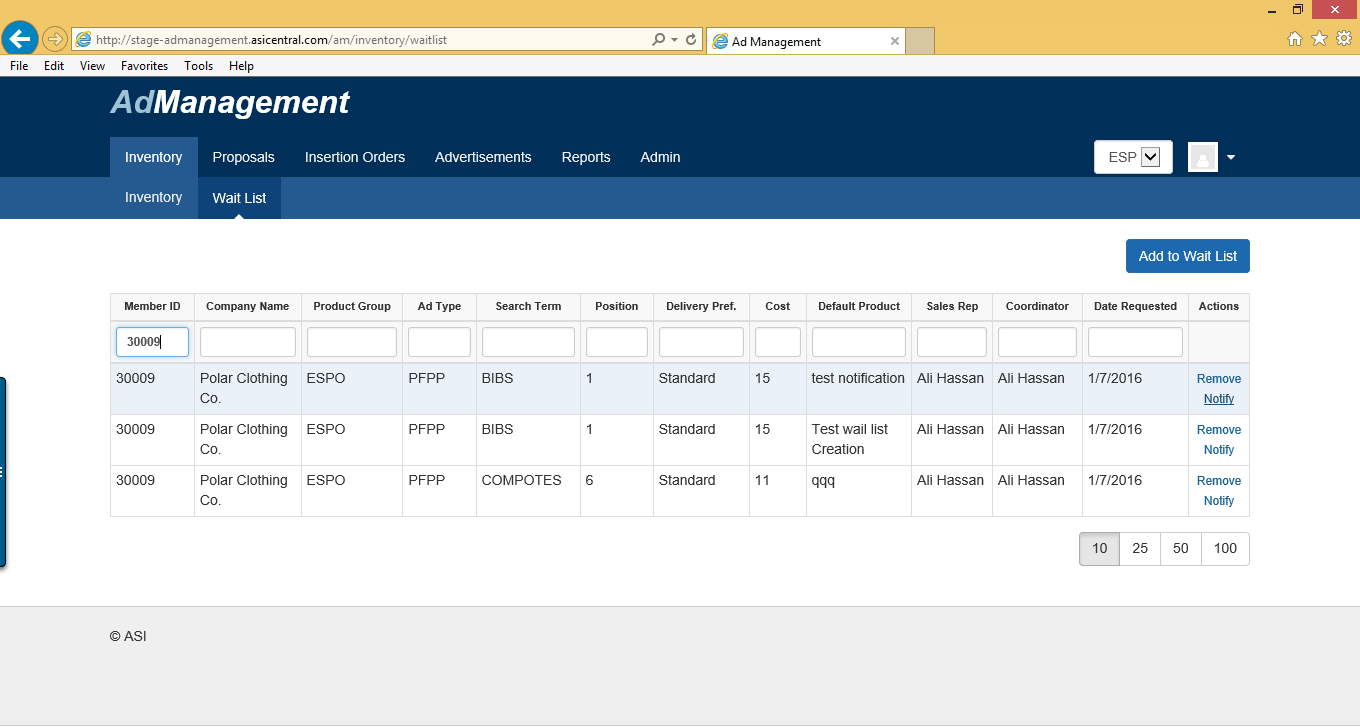 http://stage-admanagement.asicentral.com/am/inventory/waitlist
Ad Management
File Edit View Favorites Tools Help
AdManagement
Inventory Proposals Insertion Orders Advertisements Reports Admin
ESP
Inventory Wait List
Add to Wait List
Member ID Company Name Product Group Ad Type Search Term Position Delivery Pref. Cost Default Product Sales Rep Coordinator Date Requested Actions
30009
30009 Polar Clothing ESPO PFPP BIBS 1 Standard 15 test notification Ali Hassan Ali Hassan 1/7/2016 Remove
Co. Notify
30009 Polar Clothing ESPO PFPP BIBS 1 Standard 15 Test wail list Ali Hassan Ali Hassan 1/7/2016 Remove
Co. Creation Notify
30009 Polar Clothing ESPO PFPP COMPOTES 6 Standard 11 qqq Ali Hassan Ali Hassan 1/7/2016 Remove
Co. Notify
10 25 50 100
© ASI